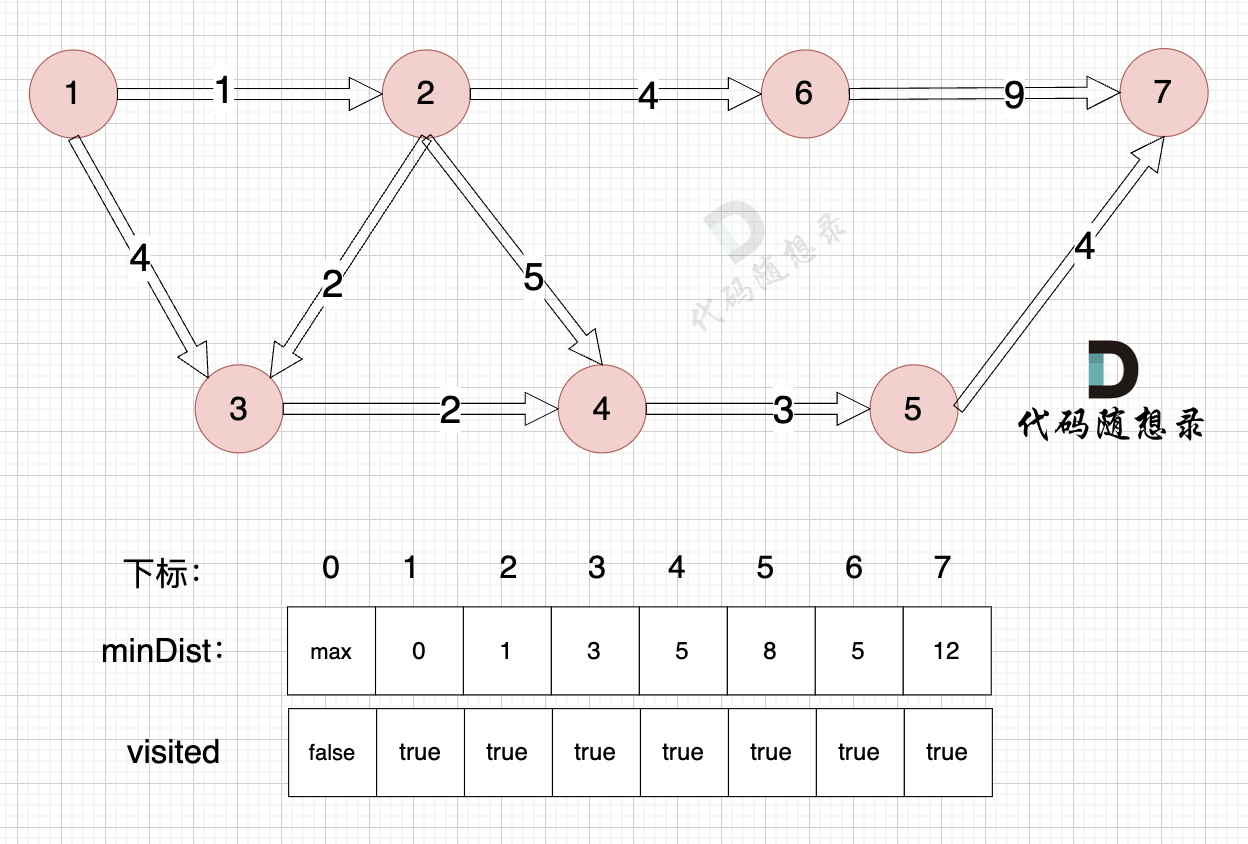 1 1 2 4 6 9 7
4 2 5 4
代码随想录
3 2 4 3 5
代码随想录
下标： 0 1 2 3 4 5 6 7
minDist： max 0 1 3 5 8 5 12
visited false true true true true true true true